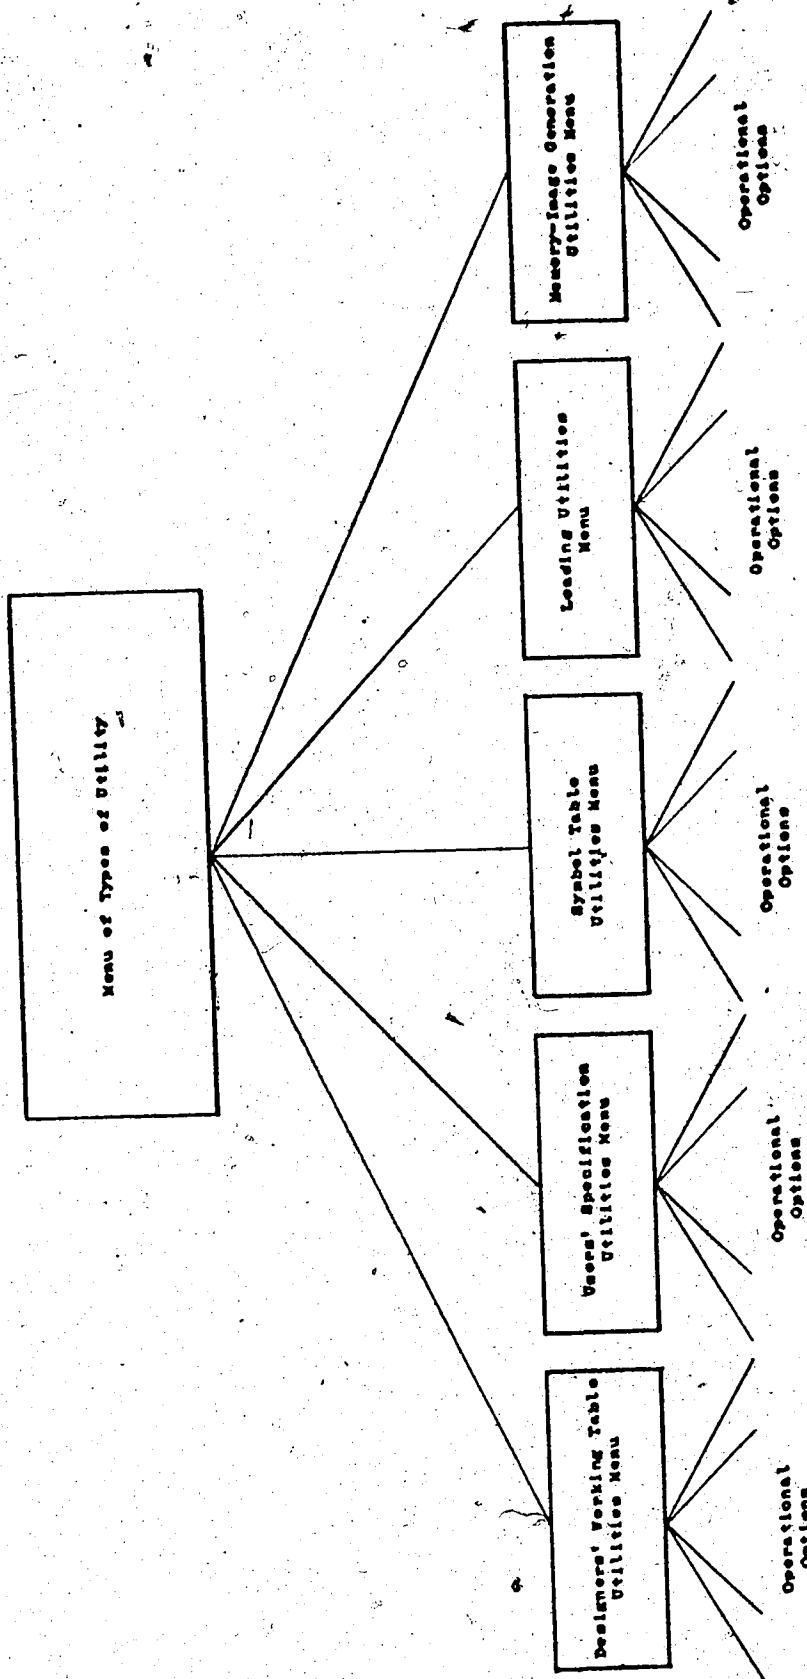 Menu of Types of Utility
Designers' Working Table
Utilities Menu
Users' Specification
Utilities Menu
Symbol Table
Utilities Menu
Loading Utilities
Menu
Memory-Image Generation
Utilities Menu
Operational
Options
Operational
Options
Operational
Options
Operational
Options
Operational
Options